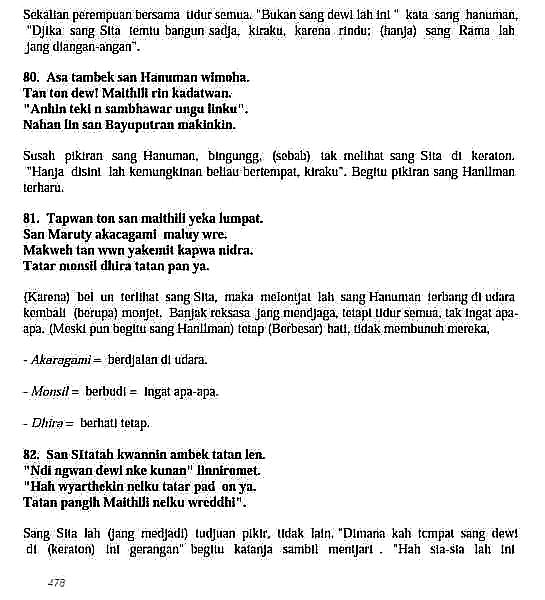 Sekalian perempuan bersama tidur semua. "Bukan sang dewi lah ini " kata sang hanuman,
"Djika sang Sita temtu bangun sadja, kiraku, karena rindu; (hanja) sang Rama lah
jang diangan-angan".
80. Asa tambek san Hanuman wimoha.
Tan ton dew! Maithili rin kadatwan.
"Anhin teki n sambhawar ungu linku".
Nahan lin san Bayuputran makinkin.
Susah pikiran sang Hanuman, bingungg, (sebab) tak melihat sang Sita di keraton.
"Hanja disini lah kemungkinan beliau bertempat, kiraku". Begitu pikiran sang Haniiman
terharu.
81. Tapwan ton san maithili yeka lumpat.
San Maruty akacagami maluy wre.
Makweh tan wwn yakemit kapwa nidra.
Tatar monsil dhira tatan pan ya.
(Karena) bel un terlihat sang Sita, maka melontjat lah sang Hanuman terbang di udara
kembali (berupa) monjet. Banjak reksasa jang mendjaga, tetapi tidur semua, tak ingat apa-
apa. (Meski pun begitu sang Haniiman) tetap (Berbesar) hati, tidak membunuh mereka,
- Akaragami = berdjalan di udara.
- Monsil = berbudi = ingat apa-apa.
- Dhira = berhati tetap.
82. San SItatah kwannin ambek tatan len.
"Ndi ngwan dewi nke kunan" linniromet.
"Hah wyarthekin neiku tatar pad on ya.
Tatan pangih Maithili neiku wreddhi".
Sang Sita lah (jang medjadi) tudjuan pikir, tidak lain, "Dimana kah tempat sang dewi
di (keraton) ini gerangan" begitu katanja sambil mentjari . "Hah sia-sia lah ini
478